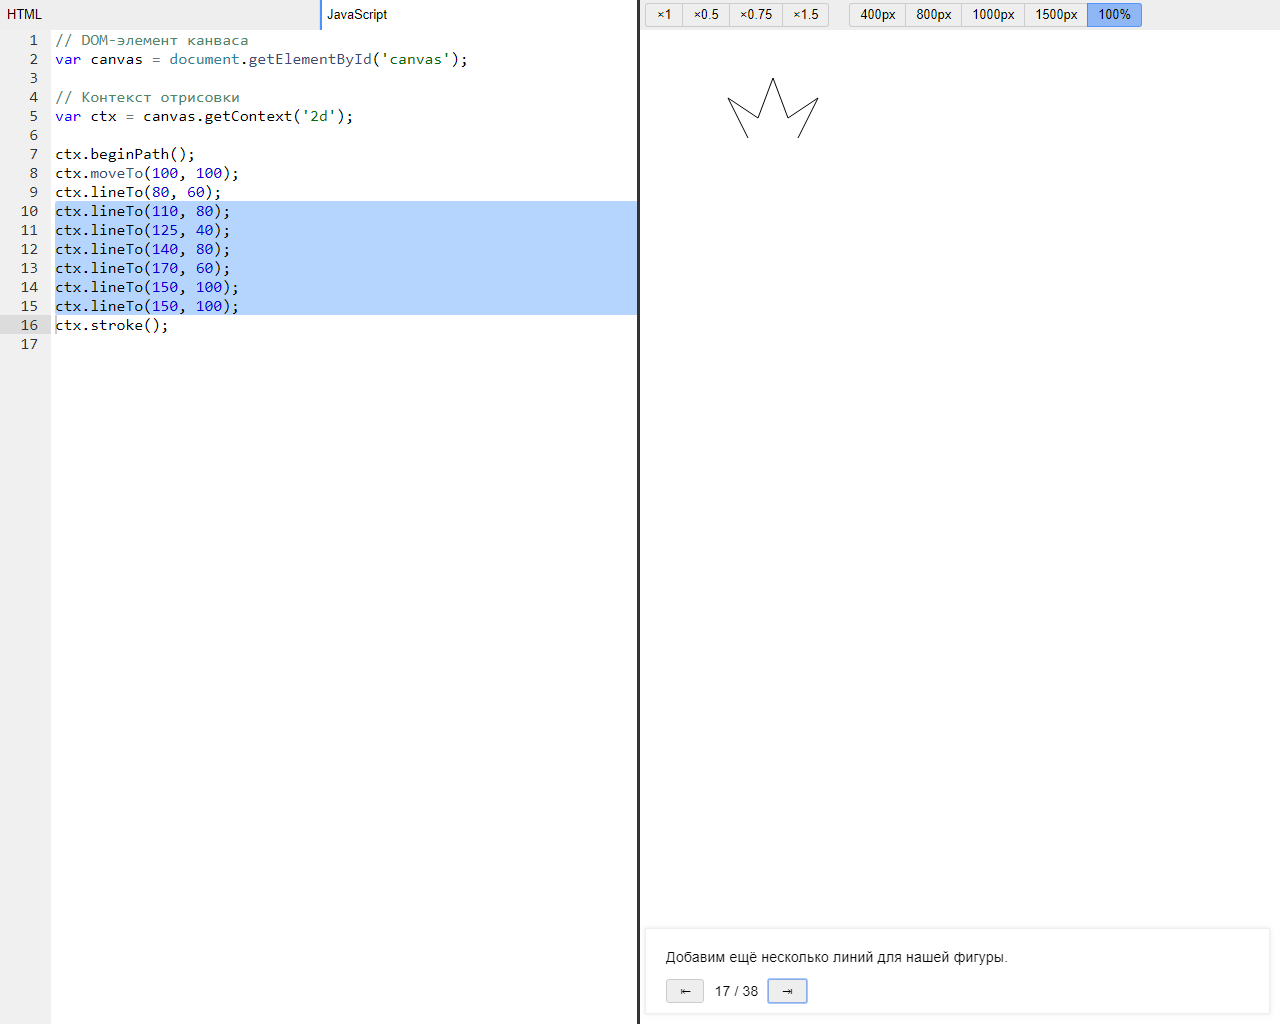 HTML
JavaScript
×1 ×0.5 ×0.75 ×1.5 400px 800px 1000px 1500px 100%
1 // DOM-элемент канваса
2 var canvas = document.getElementById('canvas');
3
4 // Контекст отрисовки
5 var ctx = canvas.getContext('2d');
6
7 ctx.beginPath();
8 ctx.moveTo(100, 100);
9 ctx.lineTo(80, 60);
10 ctx.lineTo(110, 80);
11 ctx.lineTo(125, 40);
12 ctx.lineTo(140, 80);
13 ctx.lineTo(170, 60);
14 ctx.lineTo(150, 100);
15 ctx.lineTo(150, 100);
16 ctx.stroke();
17
Добавим ещё несколько линий для нашей фигуры.
⇤ 17 / 38 ⇥